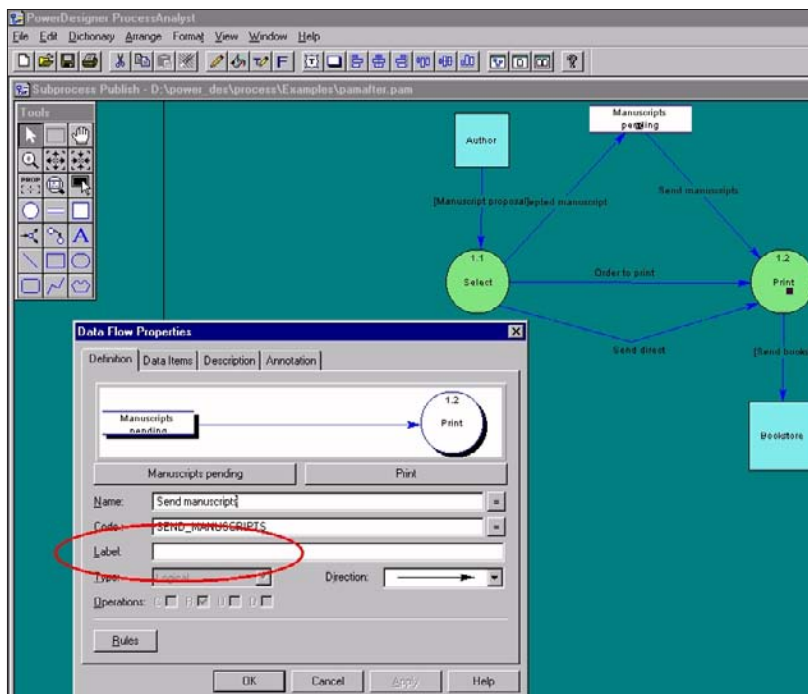 PowerDesigner ProcessAnalyst
File Edit Dictionary Arrange Format View Window Help
Subprocess Publish - D:\power_des\process\Examples\pamafter.pam
Tools
PROP
A
Author
Manuscripts
pending
[Manuscript proposal]
epted manuscript
Send manuscripts
1.1
Select
Order to print
1.2
Print
Send direct
[Send books
Bookstore
Data Flow Properties
Definition Data Items Description Annotation
Manuscripts
pending
1.2
Print
Manuscripts pending Print
Name: Send manuscripts =
Code: SEND_MANUSCRIPTS =
Label:
Type: Logical Direction:
Operations: C R U D
Rules
OK Cancel Apply Help